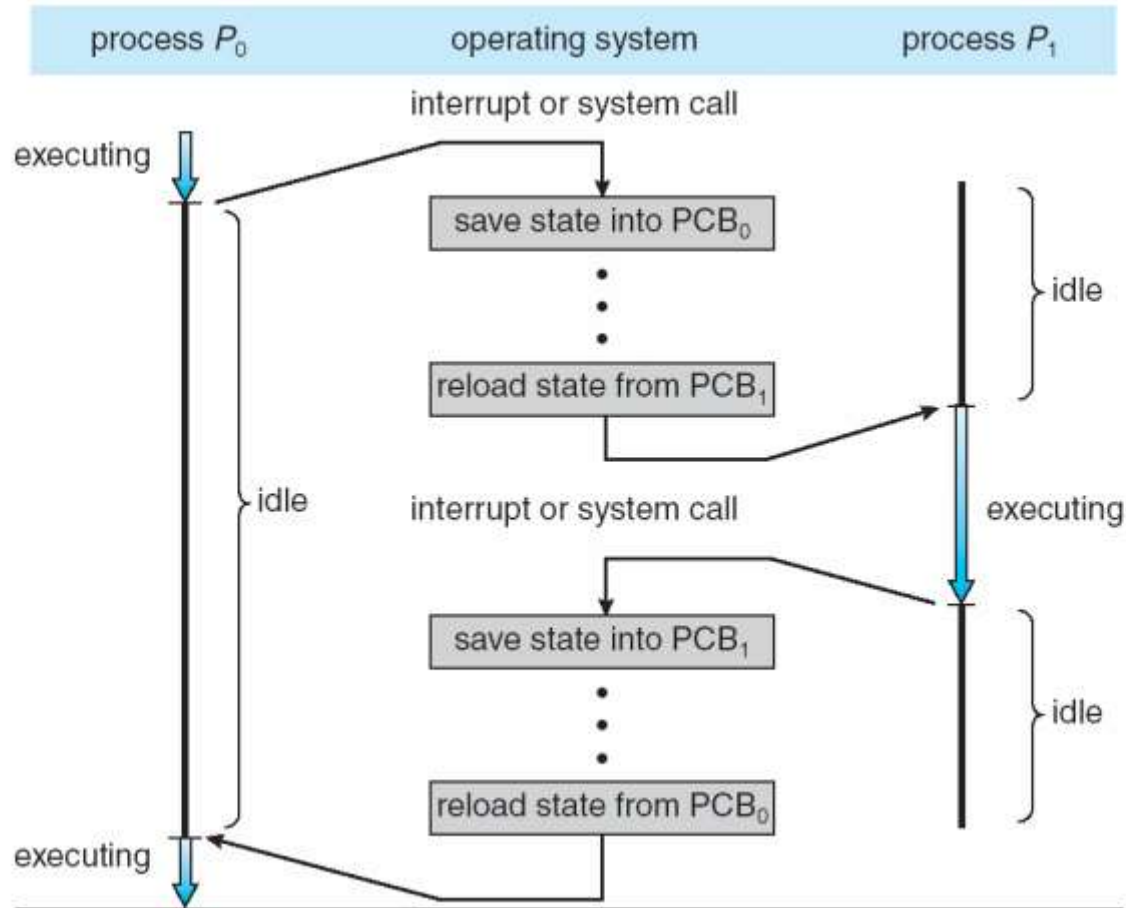 process P₀ operating system process P₁
interrupt or system call
executing
save state into PCB₀
idle
reload state from PCB₁
idle
interrupt or system call
executing
save state into PCB₁
idle
reload state from PCB₀
executing